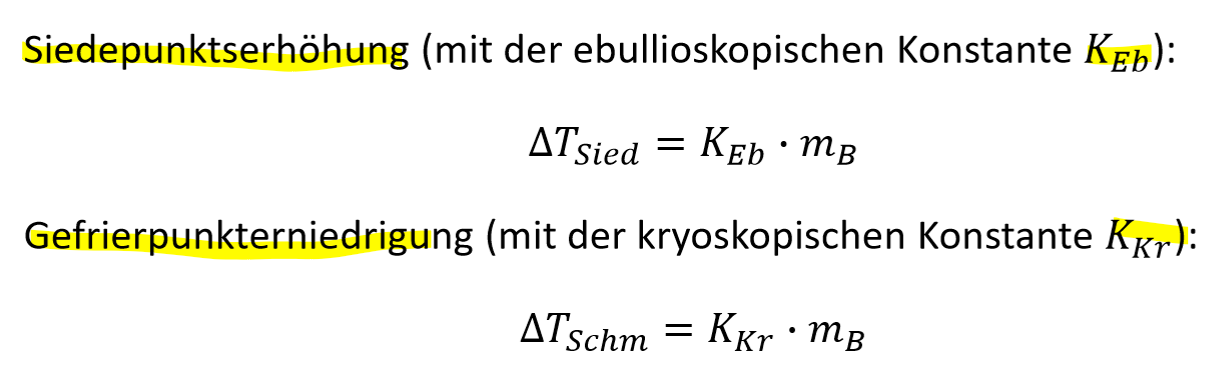 Siedepunktserhöhung (mit der ebullioskopischen Konstante K_Eb):
ΔT_Sied = K_Eb · m_B
Gefrierpunkterniedrigung (mit der kryoskopischen Konstante K_Kr):
ΔT_Schm = K_Kr · m_B